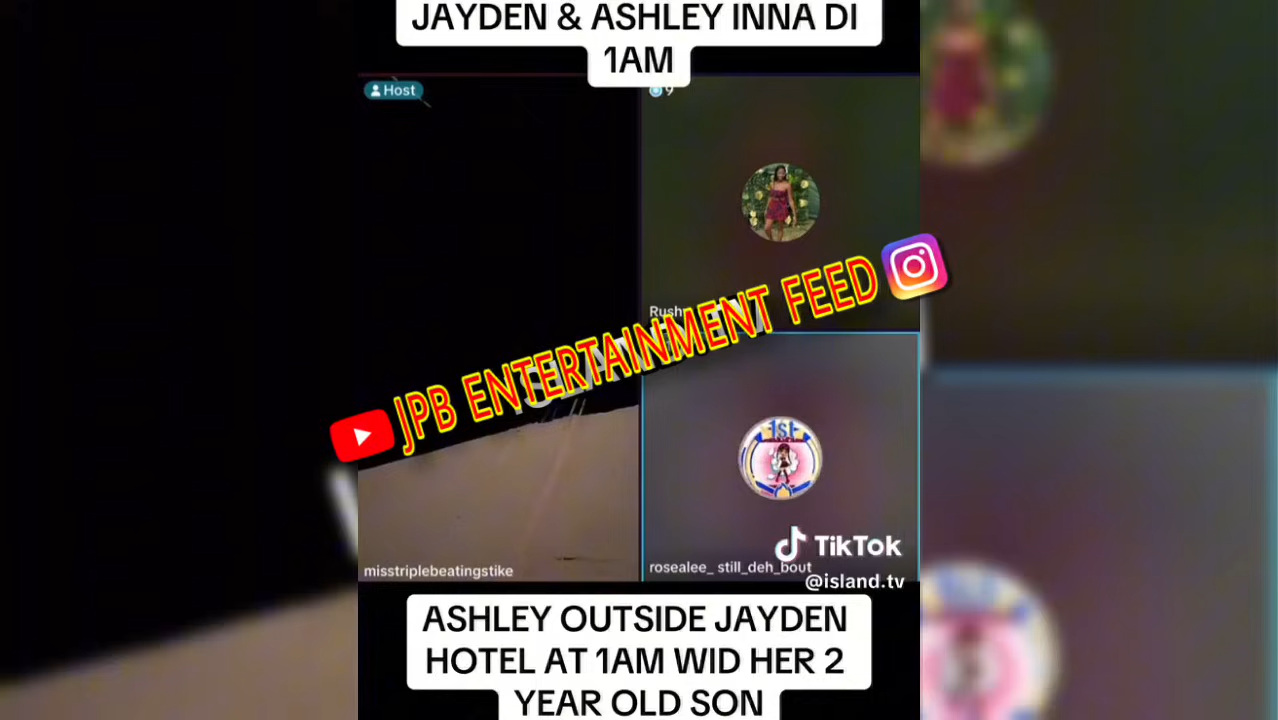 JAYDEN & ASHLEY INNA DI
1AM
Host
9
JPB ENTERTAINMENT FEED
1st
TikTok
misstriplebeatingstike
rosealee_ still_deh_bout
@island.tv
ASHLEY OUTSIDE JAYDEN
HOTEL AT 1AM WID HER 2
YEAR OLD SON